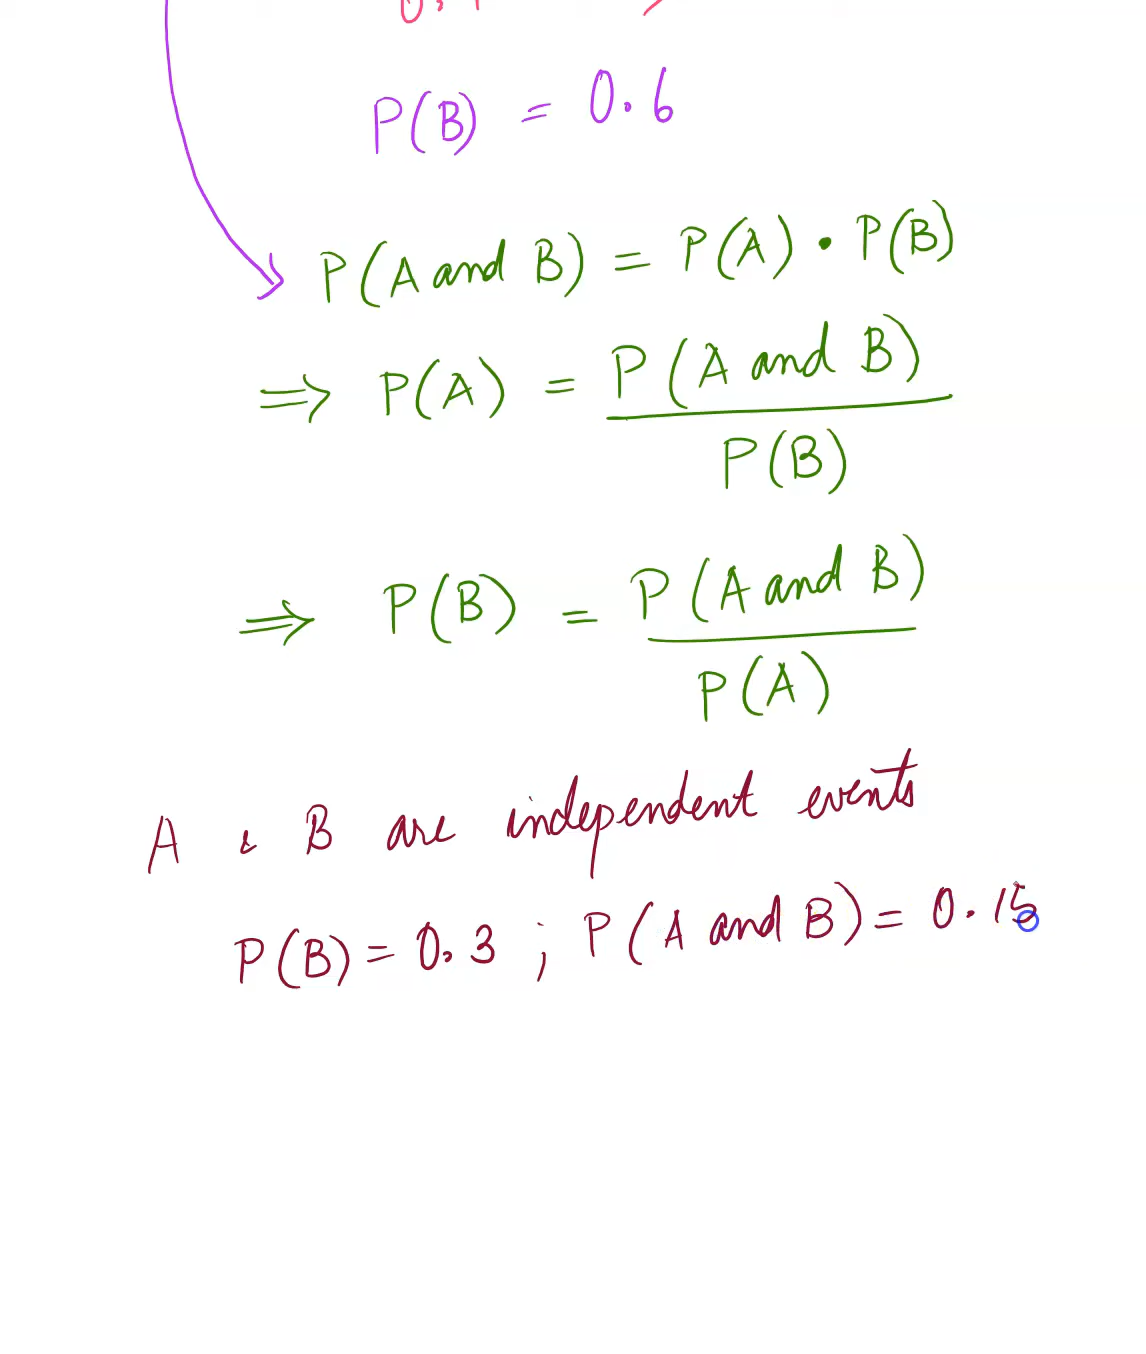 P(B) = 0.6
P(A and B) = P(A) • P(B)
⇒ P(A) = P(A and B)
P(B)
⇒ P(B) = P(A and B)
P(A)
A & B are independent events
P(B) = 0.3 ; P(A and B) = 0.15